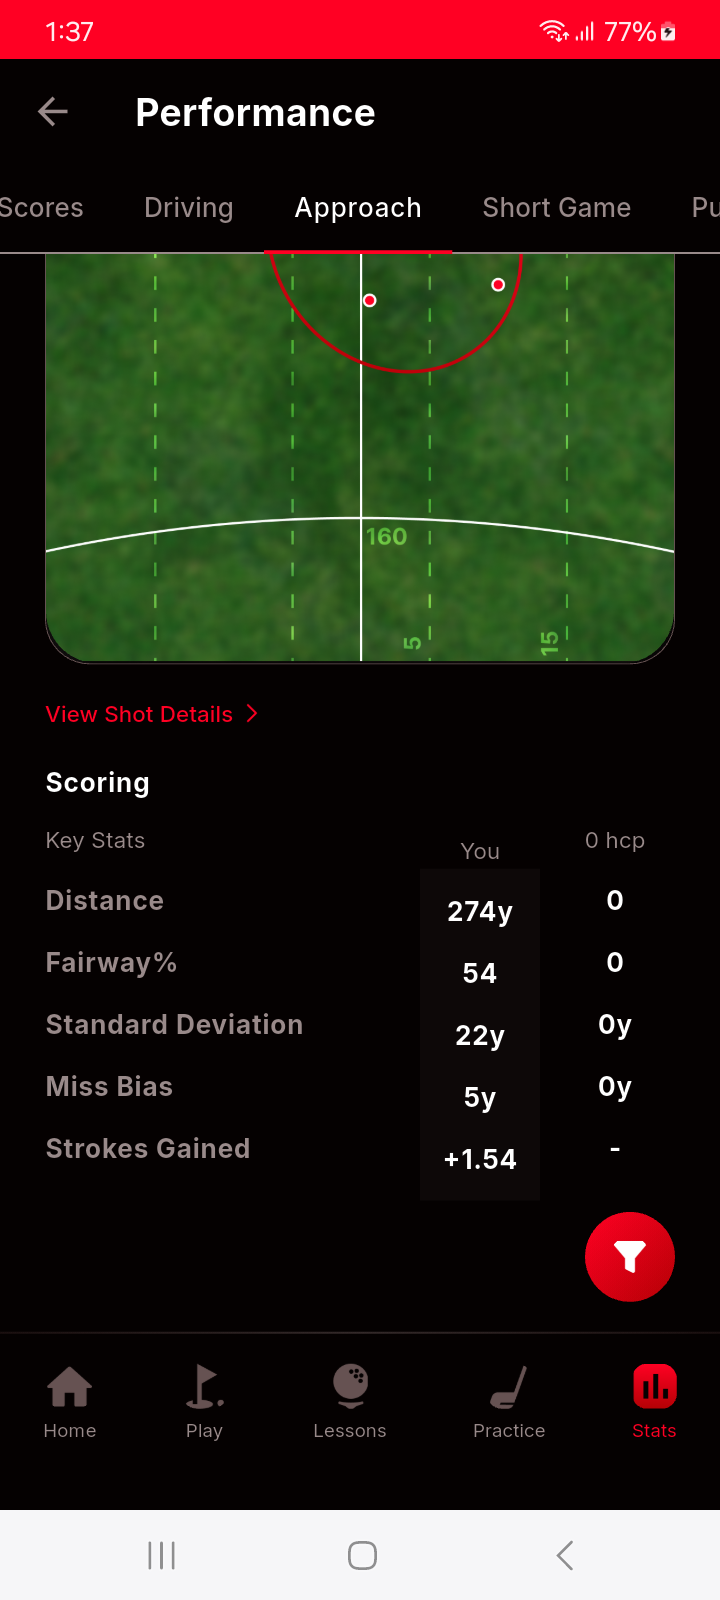 1:37 77%
Performance
Scores Driving Approach Short Game Pu
160
5 15
View Shot Details
Scoring
Key Stats You 0 hcp
Distance 274y 0
Fairway% 54 0
Standard Deviation 22y 0y
Miss Bias 5y 0y
Strokes Gained +1.54 -
Home Play Lessons Practice Stats